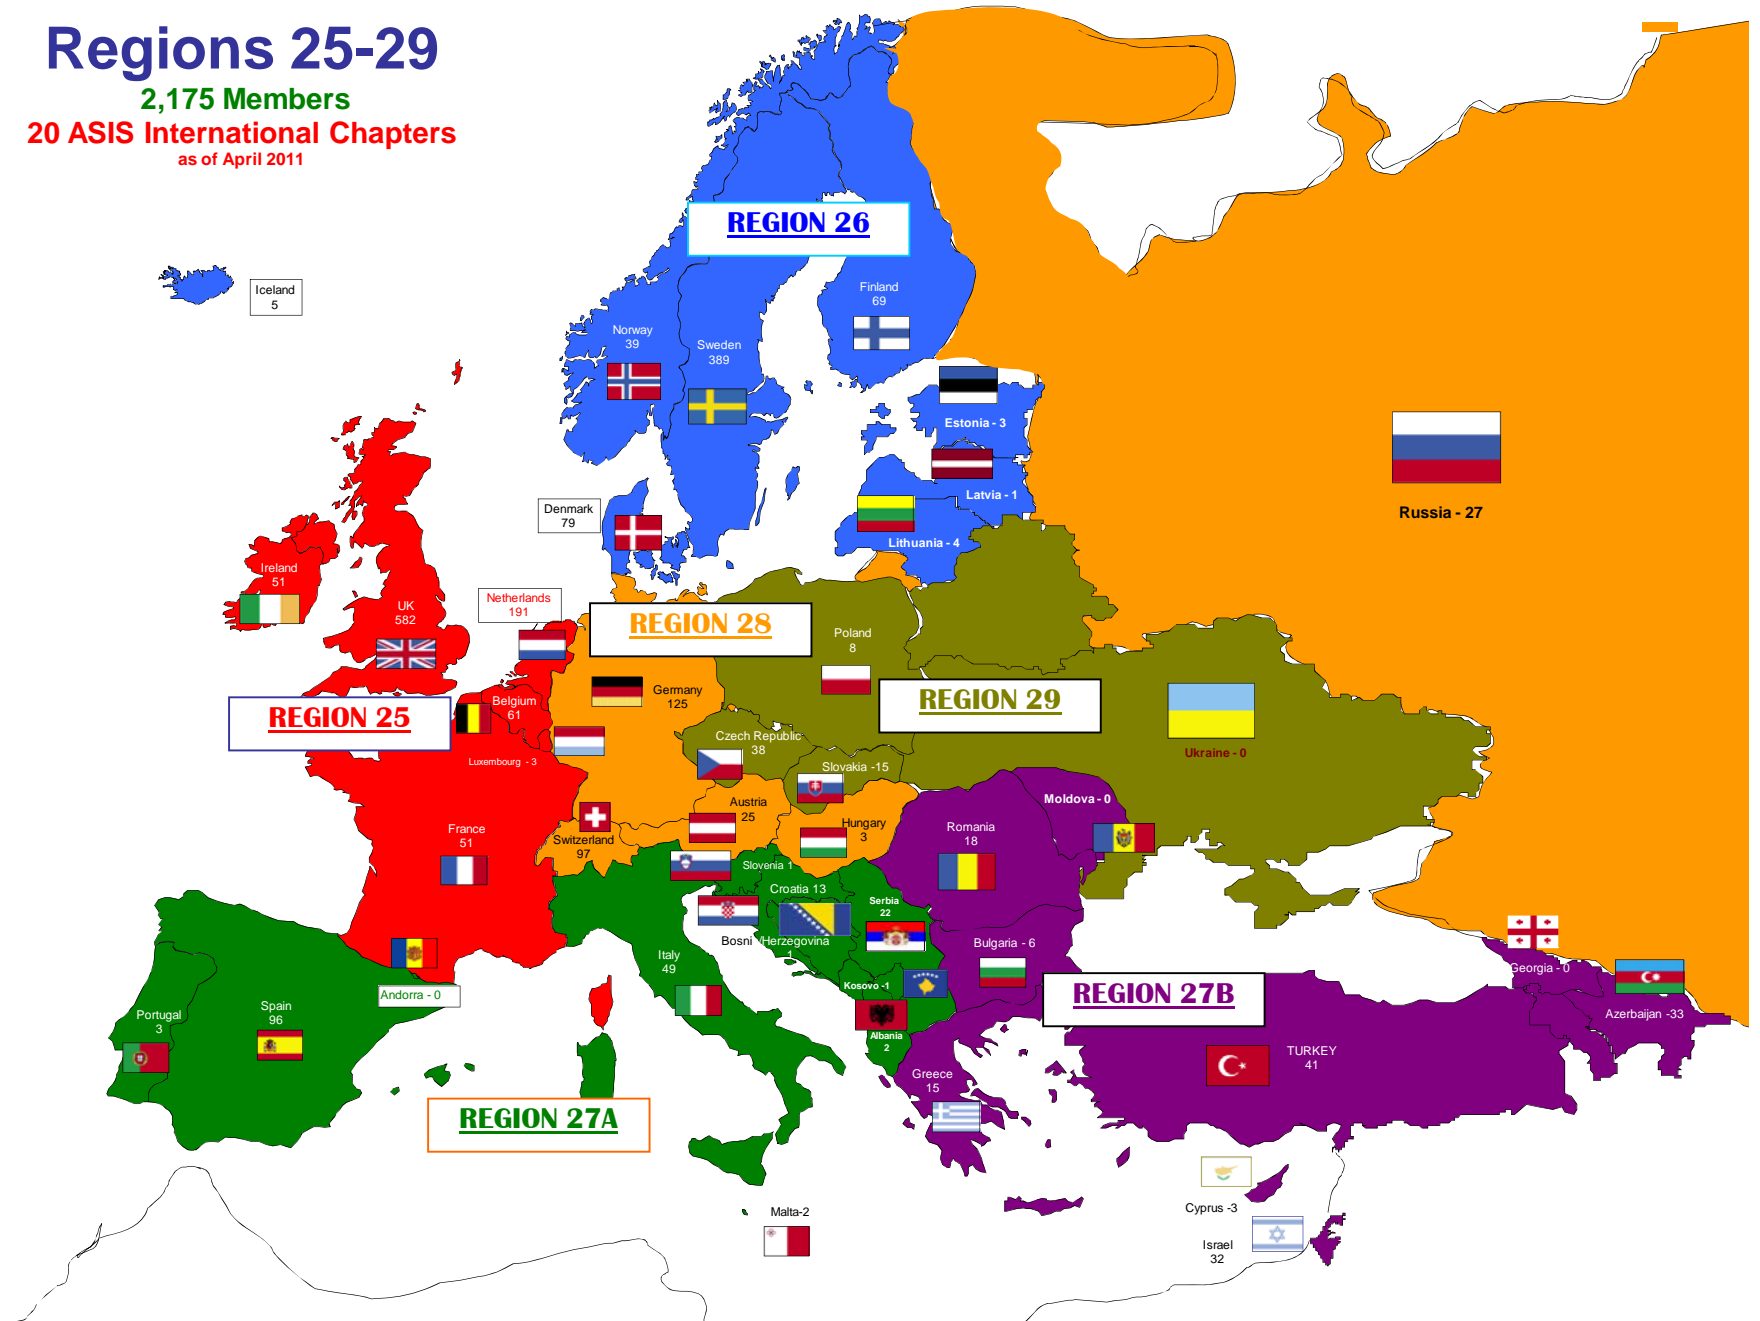 Regions 25-29
2,175 Members
20 ASIS International Chapters
as of April 2011
REGION 26
Iceland
5
Finland
69
Norway
39
Sweden
389
Estonia - 3
Latvia - 1
Denmark
79
Lithuania - 4
Russia - 27
Ireland
51
UK
582
Netherlands
191
REGION 28
Poland
8
Germany
125
REGION 29
Belgium
61
REGION 25
Czech Republic
38
Ukraine - 0
Luxembourg - 3
Slovakia -15
Moldova - 0
Austria
25
Hungary
3
Romania
18
France
51
Switzerland
97
Slovenia 1
Croatia 13
Serbia
22
Bosni /Herzegovina
1
Bulgaria - 6
Italy
49
Georgia - 0
Kosovo -1
Andorra - 0
REGION 27B
Spain
96
Portugal
3
Azerbaijan -33
Albania
2
TURKEY
41
Greece
15
REGION 27A
Malta-2
Cyprus -3
Israel
32